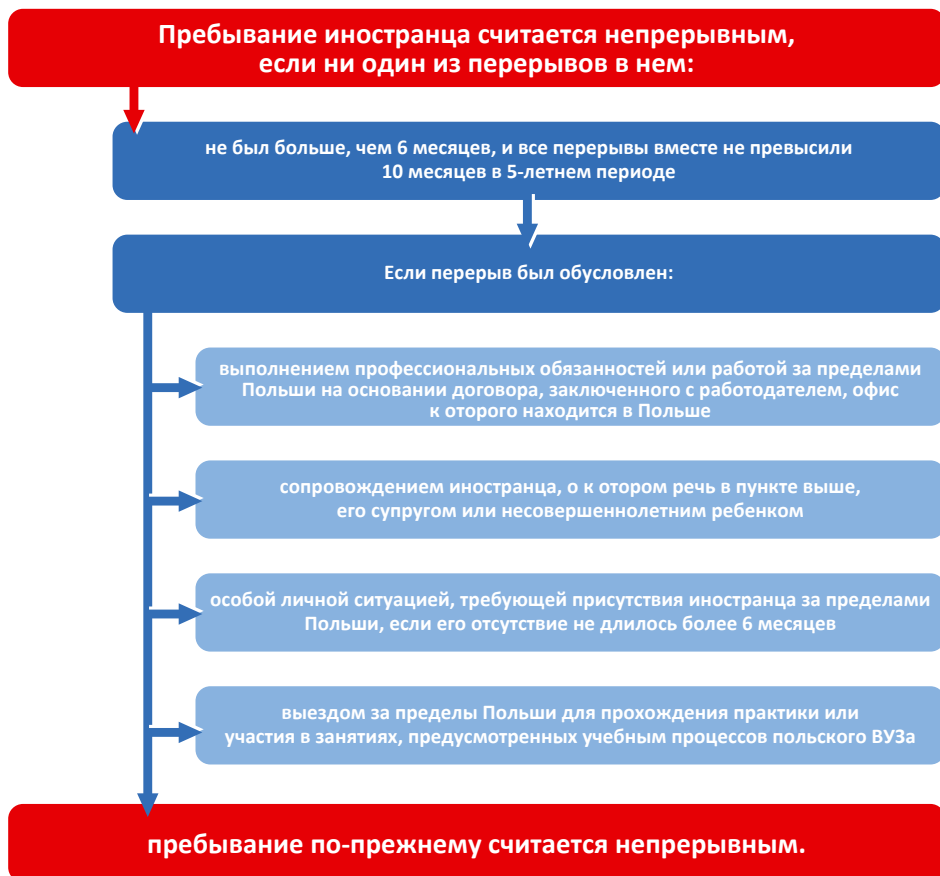 Пребывание иностранца считается непрерывным,
если ни один из перерывов в нем:
не был больше, чем 6 месяцев, и все перерывы вместе не превысили
10 месяцев в 5-летнем периоде
Если перерыв был обусловлен:
выполнением профессиональных обязанностей или работой за пределами
Польши на основании договора, заключенного с работодателем, офис
к оторого находится в Польше
сопровождением иностранца, о к отором речь в пункте выше,
его супругом или несовершеннолетним ребенком
особой личной ситуацией, требующей присутствия иностранца за пределами
Польши, если его отсутствие не длилось более 6 месяцев
выездом за пределы Польши для прохождения практики или
участия в занятиях, предусмотренных учебным процессов польского ВУЗа
пребывание по-прежнему считается непрерывным.